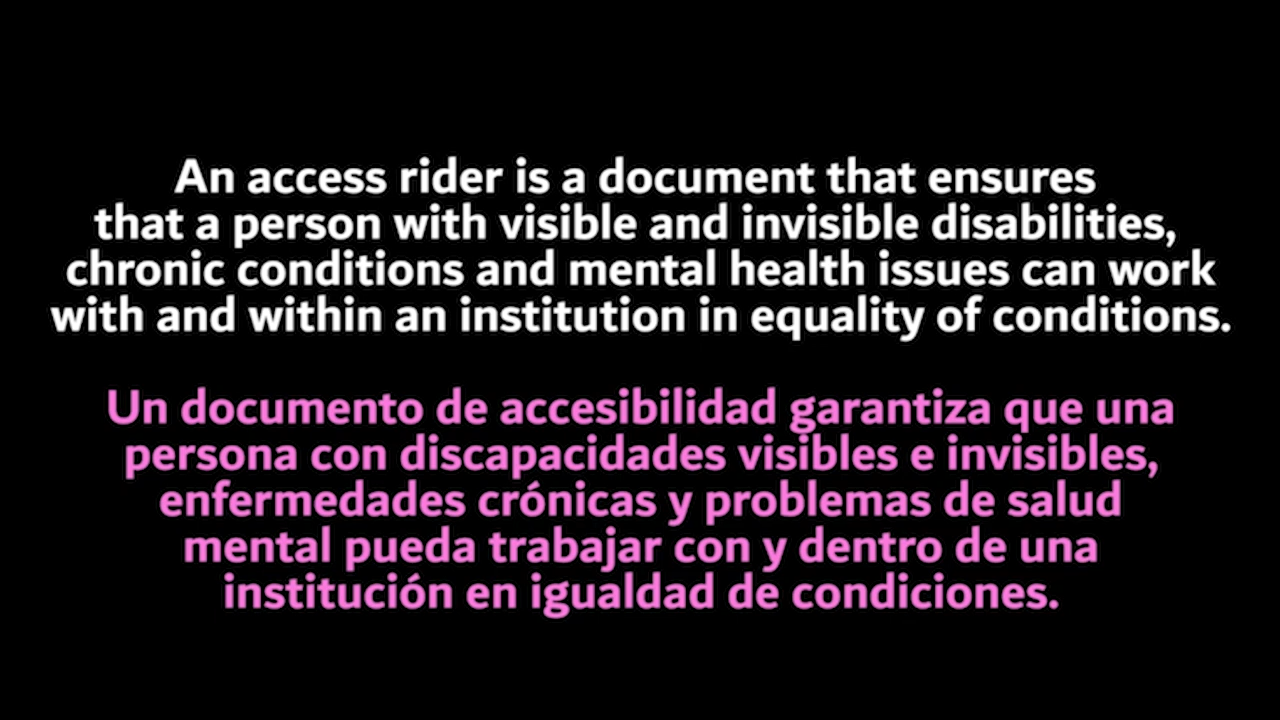 An access rider is a document that ensures
that a person with visible and invisible disabilities,
chronic conditions and mental health issues can work
with and within an institution in equality of conditions.
Un documento de accesibilidad garantiza que una
persona con discapacidades visibles e invisibles,
enfermedades crónicas y problemas de salud
mental pueda trabajar con y dentro de una
institución en igualdad de condiciones.